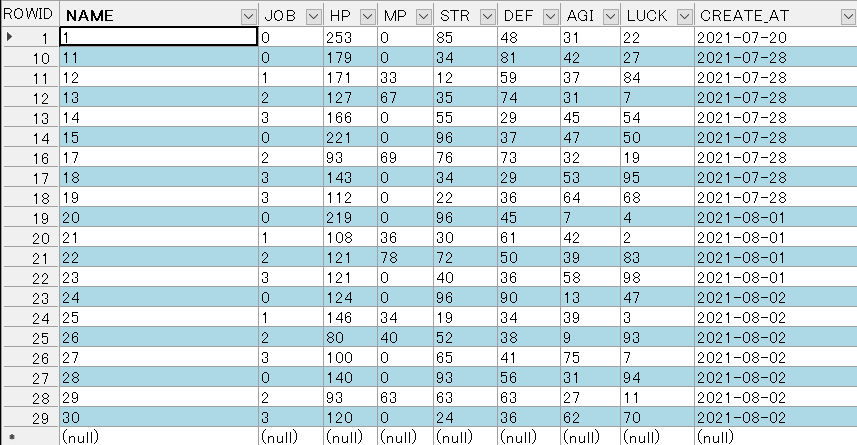 ROWID NAME JOB HP MP STR DEF AGI LUCK CREATE_AT
1 1 0 253 0 85 48 31 22 2021-07-20
10 11 0 179 0 34 81 42 27 2021-07-28
11 12 1 171 33 12 59 37 84 2021-07-28
12 13 2 127 67 35 74 31 7 2021-07-28
13 14 3 166 0 55 29 45 54 2021-07-28
14 15 0 221 0 96 37 47 50 2021-07-28
16 17 2 93 69 76 73 32 19 2021-07-28
17 18 3 143 0 34 29 53 95 2021-07-28
18 19 3 112 0 22 36 64 68 2021-07-28
19 20 0 219 0 96 45 7 4 2021-08-01
20 21 1 108 36 30 61 42 2 2021-08-01
21 22 2 121 78 72 50 39 83 2021-08-01
22 23 3 121 0 40 36 58 98 2021-08-01
23 24 0 124 0 96 90 13 47 2021-08-02
24 25 1 146 34 19 34 39 3 2021-08-02
25 26 2 80 40 52 38 9 93 2021-08-02
26 27 3 100 0 65 41 75 7 2021-08-02
27 28 0 140 0 93 56 31 94 2021-08-02
28 29 2 93 63 63 63 27 11 2021-08-02
29 30 3 120 0 24 36 62 70 2021-08-02
* (null) (null) (null) (null) (null) (null) (null) (null) (null)